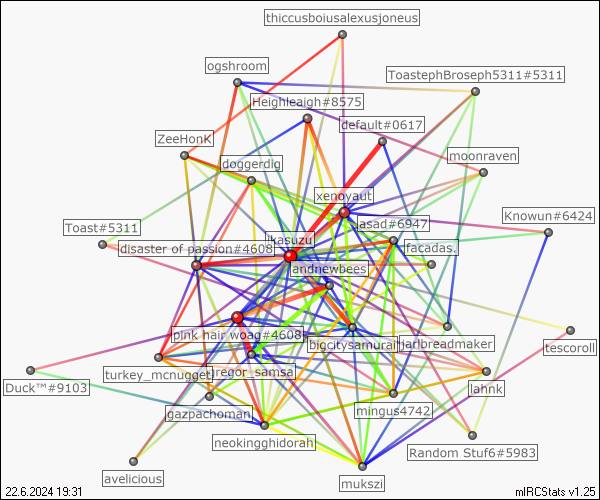 thiccusboiusalexusjoneus
ogshroom
ToastephBroseph5311#5311
Heighleaigh#8575
default#0617
ZeeHonK
doggerdig
moonraven
xenoyaut
Knowun#6424
Toast#5311
jasad#6947
ikasuzu
disaster of passion#4608
facadas.
andnewbees
pink hair woag#4608
bigcitysamurai
jarlbreadmaker
tescoroll
turkey_mcnugget
gregor_samsa
Duck™#9103
lahnk
gazpachoman
mingus4742
neokingghidorah
Random Stuf6#5983
avelicious
mukszi
22.6.2024 19:31
mIRCStats v1.25